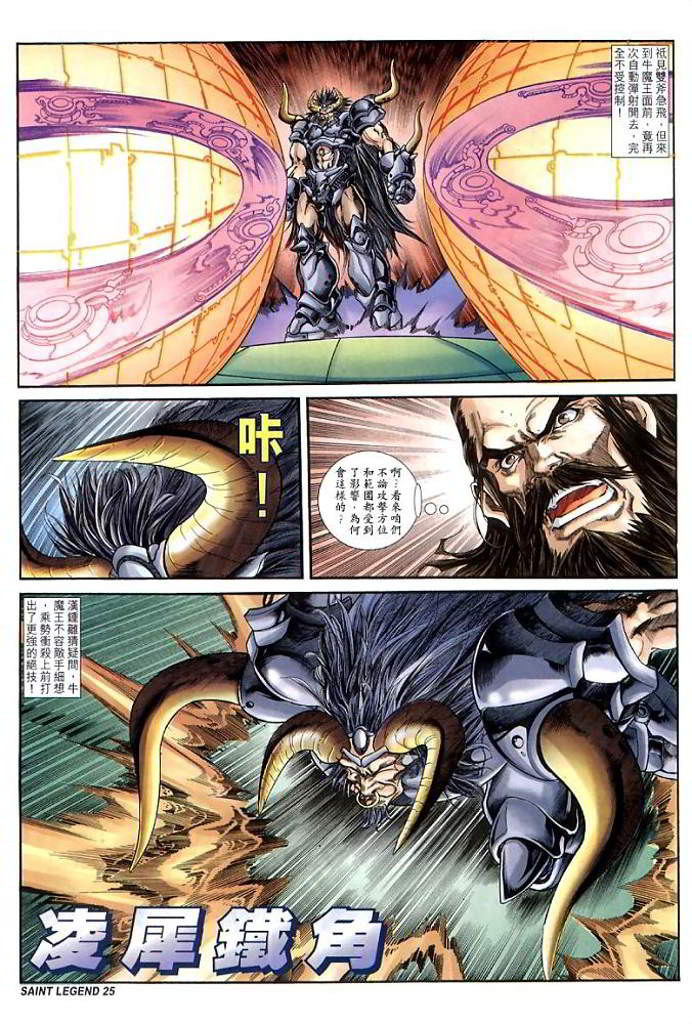 祗見雙斧急飛，但來
到牛魔王面前，竟再
次自動彈射開去，完
全不受控制！
咔！
啊？看來咱們
不論攻擊方位
和範圍都受到
了影響，為何
會這樣的？
漢鍾離猜疑間，牛
魔王不容敵手細想
，乘勢衝殺上前打
出了更強的絕技！
凌犀鐵角
SAINT LEGEND 25